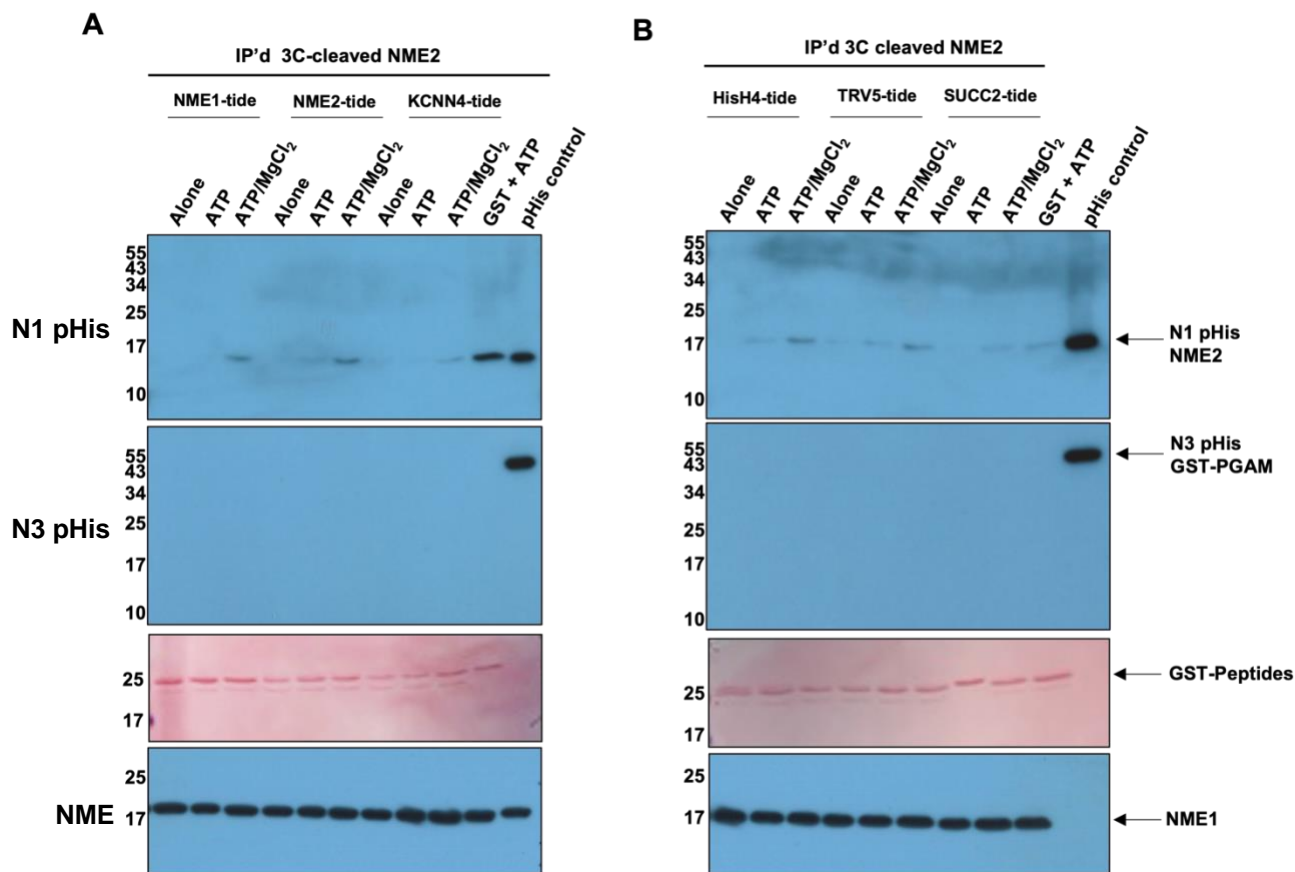 A
IP'd 3C-cleaved NME2
NME1-tide NME2-tide KCNN4-tide
Alone
ATP
ATP/MgCl₂
Alone
ATP
ATP/MgCl₂
Alone
ATP
ATP/MgCl₂
GST + ATP
pHis control
N1 pHis
55
43
34
25
17
10
N3 pHis
55
43
34
25
17
10
25
17
NME
25
17
B
IP'd 3C cleaved NME2
HisH4-tide TRV5-tide SUCC2-tide
Alone
ATP
ATP/MgCl₂
Alone
ATP
ATP/MgCl₂
Alone
ATP
ATP/MgCl₂
GST + ATP
pHis control
55
43
34
25
17
10
N1 pHis
NME2
55
43
34
25
17
10
N3 pHis
GST-PGAM
25
17
GST-Peptides
25
17
NME1